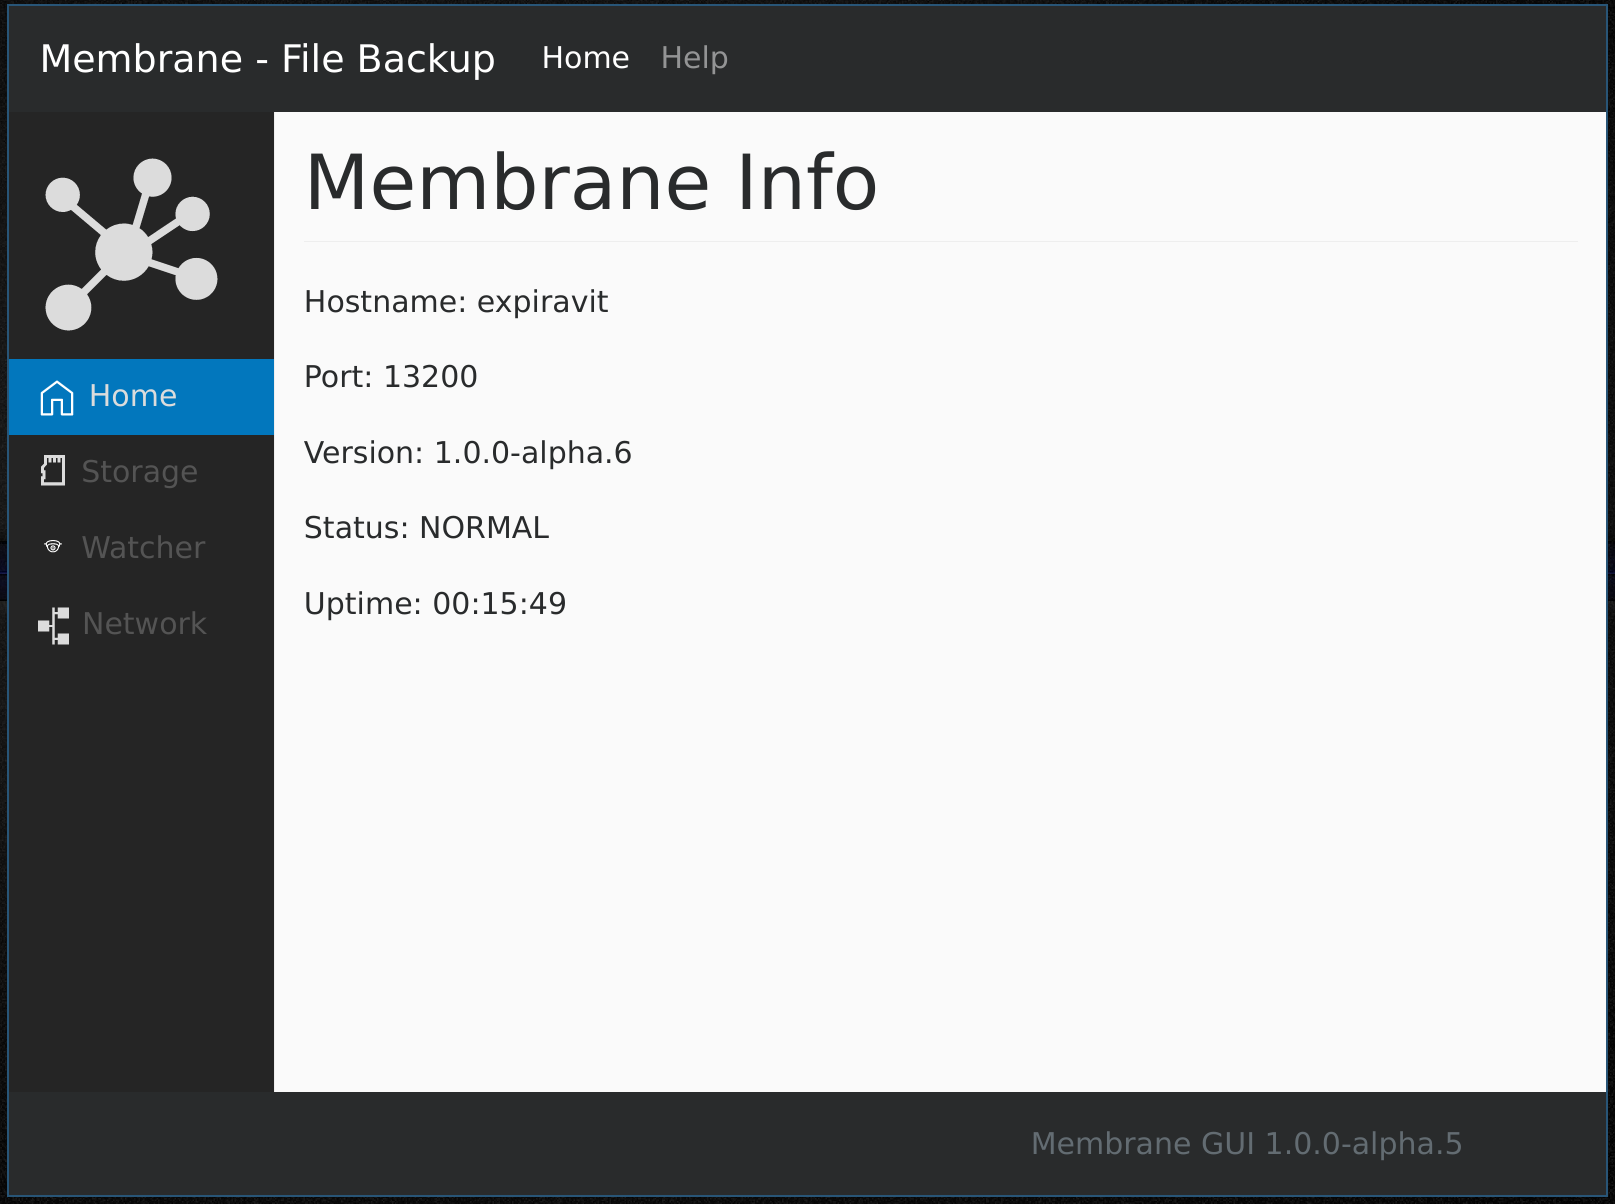 Membrane - File Backup Home Help
Membrane Info
Hostname: expiravit
Port: 13200
Version: 1.0.0-alpha.6
Status: NORMAL
Uptime: 00:15:49
Home
Storage
Watcher
Network
Membrane GUI 1.0.0-alpha.5